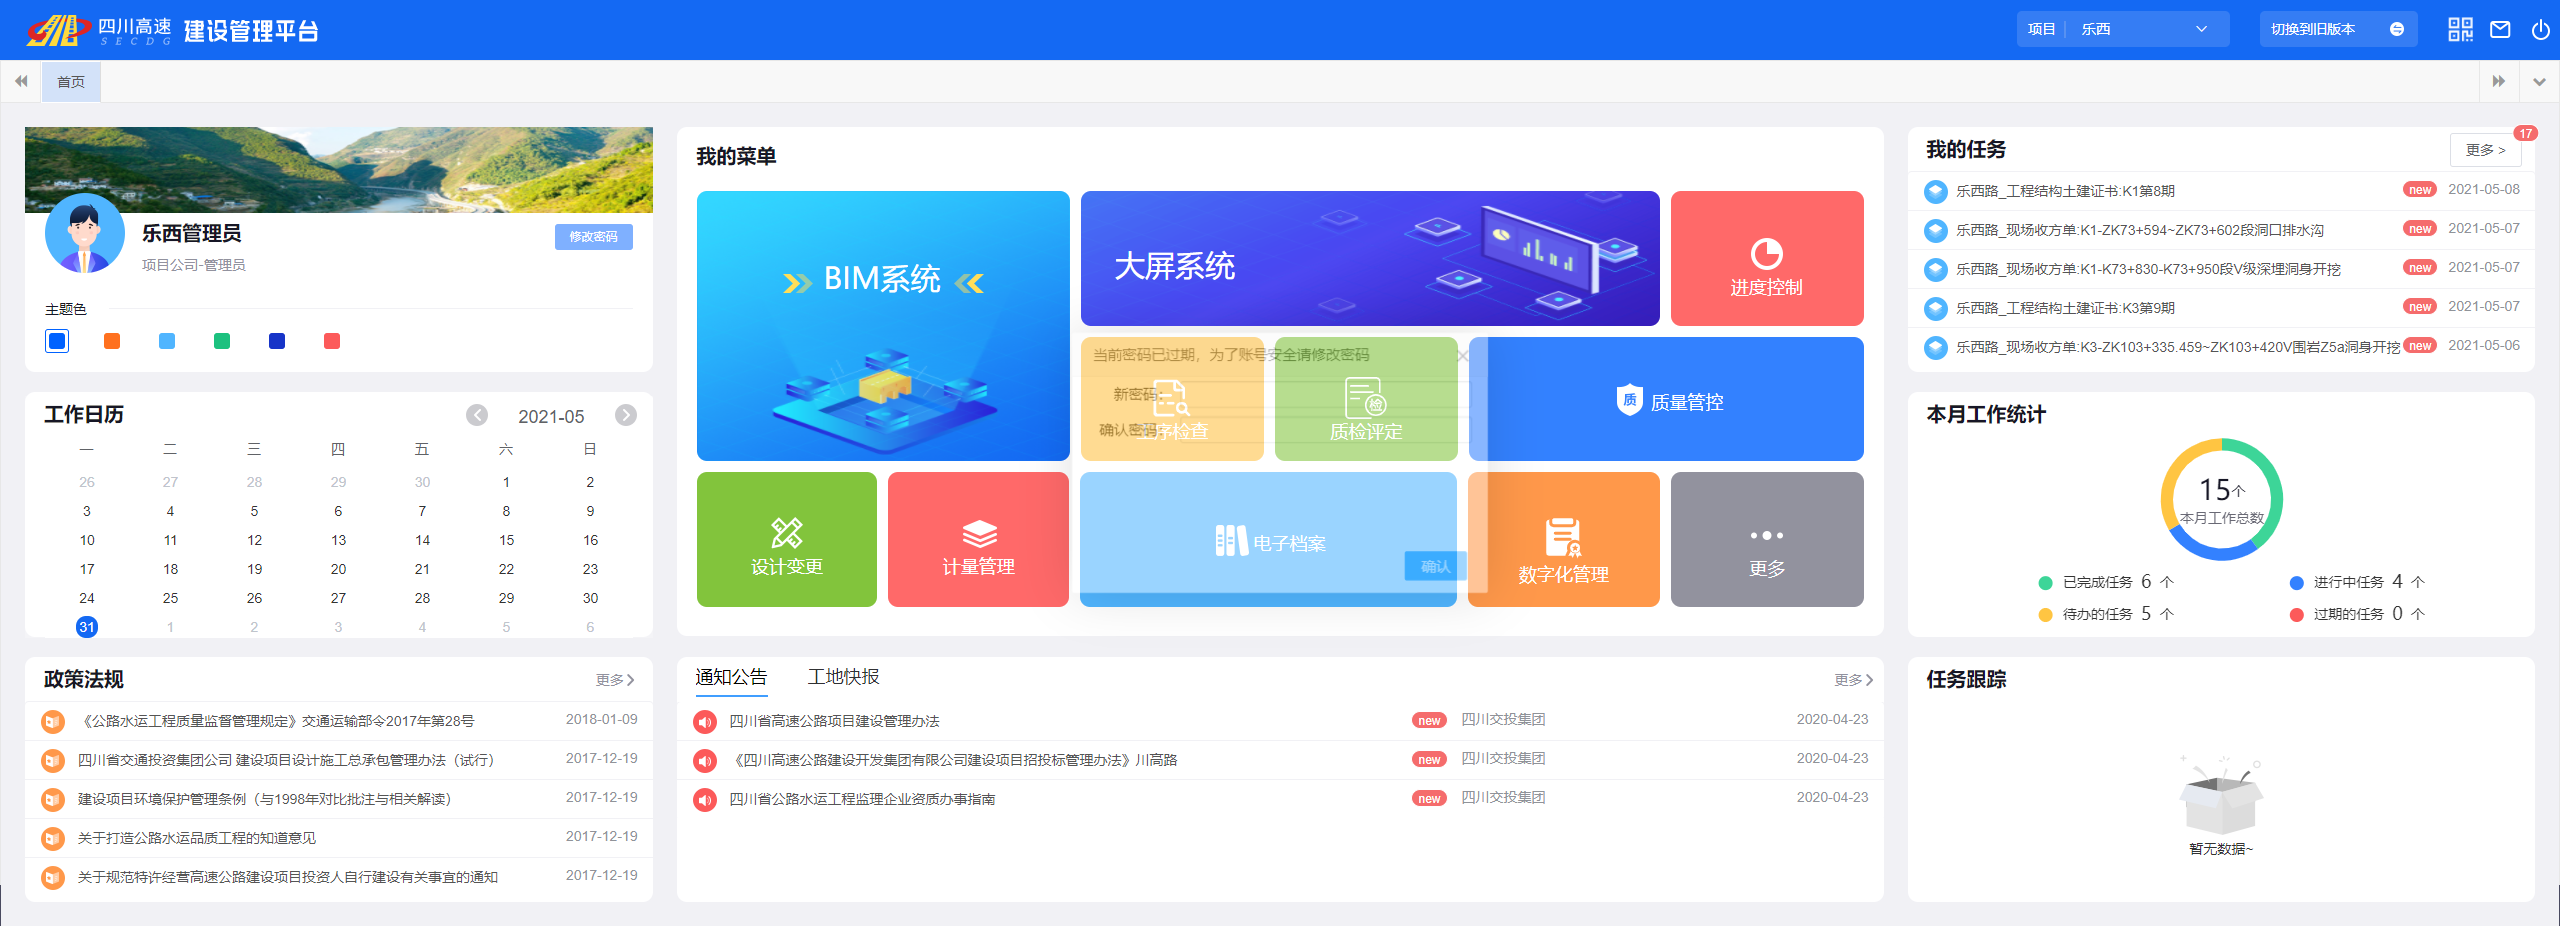 四川高速
SECDG
建设管理平台
项目 乐西
切换到旧版本
首页
乐西管理员
修改密码
项目公司-管理员
主题色
工作日历
2021-05
一 二 三 四 五 六 日
26 27 28 29 30 1 2
3 4 5 6 7 8 9
10 11 12 13 14 15 16
17 18 19 20 21 22 23
24 25 26 27 28 29 30
31 1 2 3 4 5 6
政策法规
更多
《公路水运工程质量监督管理规定》交通运输部令2017年第28号 2018-01-09
四川省交通投资集团公司 建设项目设计施工总承包管理办法（试行） 2017-12-19
建设项目环境保护管理条例（与1998年对比批注与相关解读） 2017-12-19
关于打造公路水运品质工程的知道意见 2017-12-19
关于规范特许经营高速公路建设项目投资人自行建设有关事宜的通知 2017-12-19
我的菜单
BIM系统
大屏系统
进度控制
当前密码已过期，为了账号安全请修改密码
新密码:
确认密码:
工序检查
检
质检评定
质
质量管控
设计变更
计量管理
电子档案
确认
数字化管理
更多
通知公告 工地快报
更多
四川省高速公路项目建设管理办法 new 四川交投集团 2020-04-23
《四川高速公路建设开发集团有限公司建设项目招投标管理办法》川高路 new 四川交投集团 2020-04-23
四川省公路水运工程监理企业资质办事指南 new 四川交投集团 2020-04-23
我的任务
更多 >
17
乐西路_工程结构土建证书:K1第8期 new 2021-05-08
乐西路_现场收方单:K1-ZK73+594~ZK73+602段洞口排水沟 new 2021-05-07
乐西路_现场收方单:K1-K73+830-K73+950段V级深埋洞身开挖 new 2021-05-07
乐西路_工程结构土建证书:K3第9期 new 2021-05-07
乐西路_现场收方单:K3-ZK103+335.459~ZK103+420V围岩Z5a洞身开挖 new 2021-05-06
本月工作统计
15个
本月工作总数
已完成任务 6 个
进行中任务 4 个
待办的任务 5 个
过期的任务 0 个
任务跟踪
暂无数据~